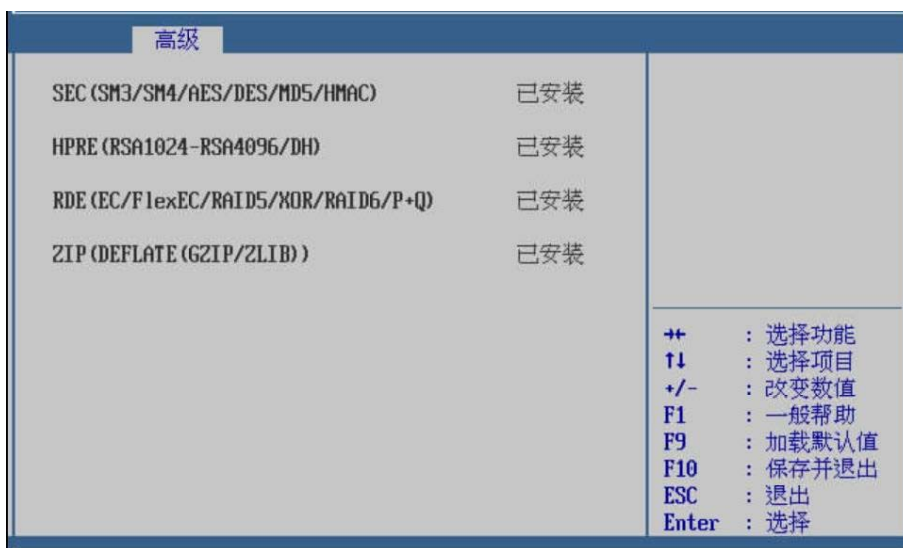 高级
SEC(SM3/SM4/AES/DES/MD5/HMAC) 已安装
HPRE(RSA1024-RSA4096/DH) 已安装
RDE(EC/FlexEC/RAID5/XOR/RAID6/P+Q) 已安装
ZIP(DEFLATE(GZIP/ZLIB)) 已安装
→← : 选择功能
↑↓ : 选择项目
+/- : 改变数值
F1 : 一般帮助
F9 : 加载默认值
F10 : 保存并退出
ESC : 退出
Enter : 选择